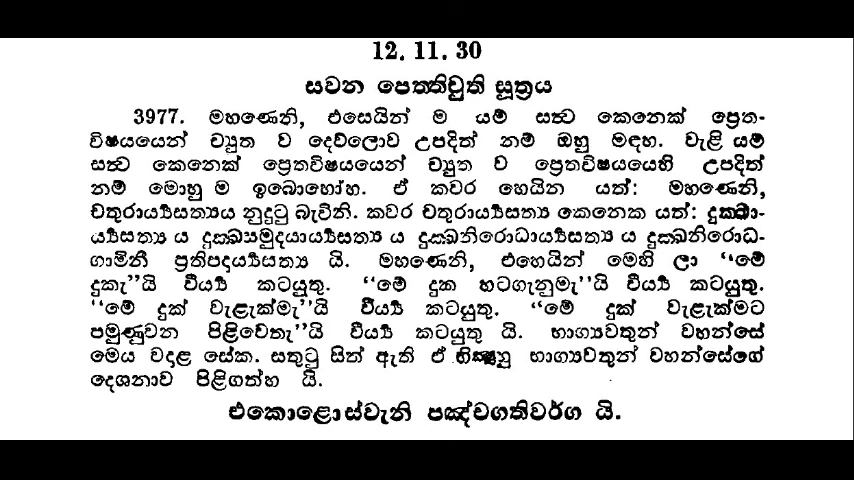 12. 11. 30
සවන පෙත්තිචුති සූත්‍රය
3977. මහණෙනි, එසෙයින් ම යම් සත්ත්‍ව කෙනෙක් ප්‍රෙත-
විෂයයෙන් ච්‍යුත ව දෙව්ලොව උපදිත් නම් ඔහු මඳහ. වැළි යම්
සත්ත්‍ව කෙනෙක් ප්‍රෙතවිෂයයෙන් ච්‍යුත ව ප්‍රෙතවිෂයයෙහි උපදිත්
නම් මොහු ම ඉබොහෝහ. ඒ කවර හෙයින යත්: මහණෙනි,
චතුරාර්‍ය්‍යසත්‍යය නුදුටු බැවිනි. කවර චතුරාර්‍ය්‍යසත්‍ය කෙනෙක යත්: දුක්ඛා-
ර්‍ය්‍යසත්‍ය ය දුක්ඛසමුදයාර්‍ය්‍යසත්‍ය ය දුක්ඛනිරොධාර්‍ය්‍යසත්‍ය ය දුක්ඛනිරොධ-
ගාමිනී ප්‍රතිපදාර්‍ය්‍යසත්‍ය යි. මහණෙනි, එහෙයින් මෙහි ලා “මේ
දුකැ”යි වීර්‍ය්‍ය කටයුතු. “මේ දුක හටගැනුමැ”යි වීර්‍ය්‍ය කටයුතු.
“මේ දුක් වැළැක්මැ”යි වීර්‍ය්‍ය කටයුතු. “මේ දුක් වැළැක්මට
පමුණුවන පිළිවෙතැ”යි වීර්‍ය්‍ය කටයුතු යි. භාග්‍යවතුන් වහන්සේ
මෙය වදාළ සේක. සතුටු සිත් ඇති ඒ භික්ෂූහු භාග්‍යවතුන් වහන්සේගේ
දෙශනාව පිළිගත්හ යි.
එකොළොස්වැනි පඤ්චගතිවර්ග යි.